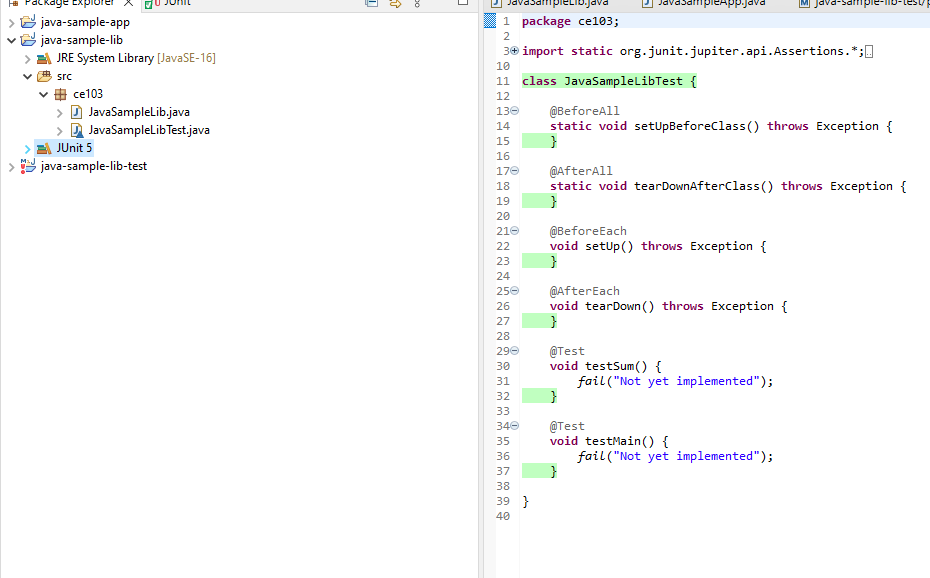 Package Explorer
JUnit
java-sample-app
java-sample-lib
JRE System Library [JavaSE-16]
src
ce103
JavaSampleLib.java
JavaSampleLibTest.java
JUnit 5
java-sample-lib-test
JavaSampleLib.java
JavaSampleApp.java
java-sample-lib-test/p
1 package ce103;
2
3 import static org.junit.jupiter.api.Assertions.*;
10
11 class JavaSampleLibTest {
12
13 @BeforeAll
14 static void setUpBeforeClass() throws Exception {
15 }
16
17 @AfterAll
18 static void tearDownAfterClass() throws Exception {
19 }
20
21 @BeforeEach
22 void setUp() throws Exception {
23 }
24
25 @AfterEach
26 void tearDown() throws Exception {
27 }
28
29 @Test
30 void testSum() {
31 fail("Not yet implemented");
32 }
33
34 @Test
35 void testMain() {
36 fail("Not yet implemented");
37 }
38
39 }
40